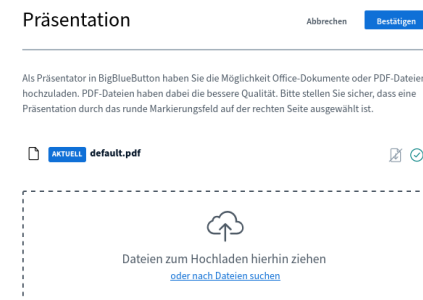 Präsentation
Abbrechen
Bestätigen
Als Präsentator in BigBlueButton haben Sie die Möglichkeit Office-Dokumente oder PDF-Dateien
hochzuladen. PDF-Dateien haben dabei die bessere Qualität. Bitte stellen Sie sicher, dass eine
Präsentation durch das runde Markierungsfeld auf der rechten Seite ausgewählt ist.
AKTUELL default.pdf
Dateien zum Hochladen hierhin ziehen
oder nach Dateien suchen